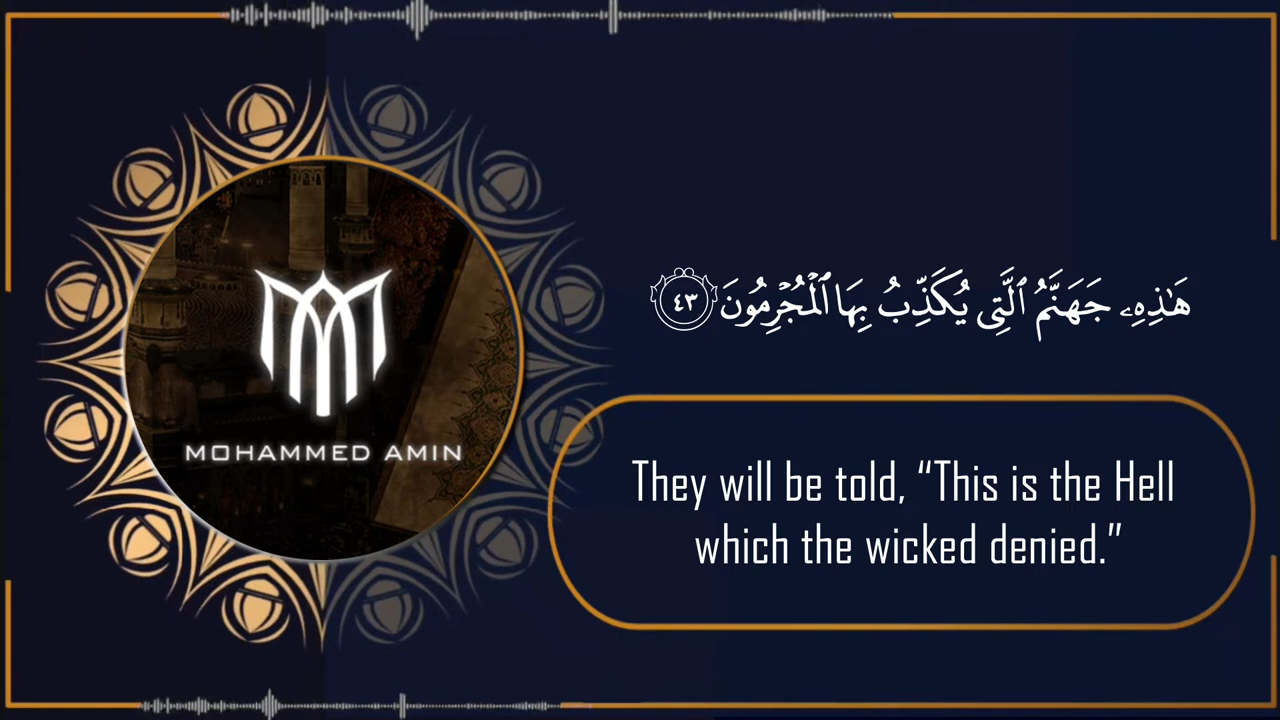 هَٰذِهِۦ جَهَنَّمُ ٱلَّتِى يُكَذِّبُ بِهَا ٱلْمُجْرِمُونَ ٤٣
MOHAMMED AMIN
They will be told, “This is the Hell
which the wicked denied.”